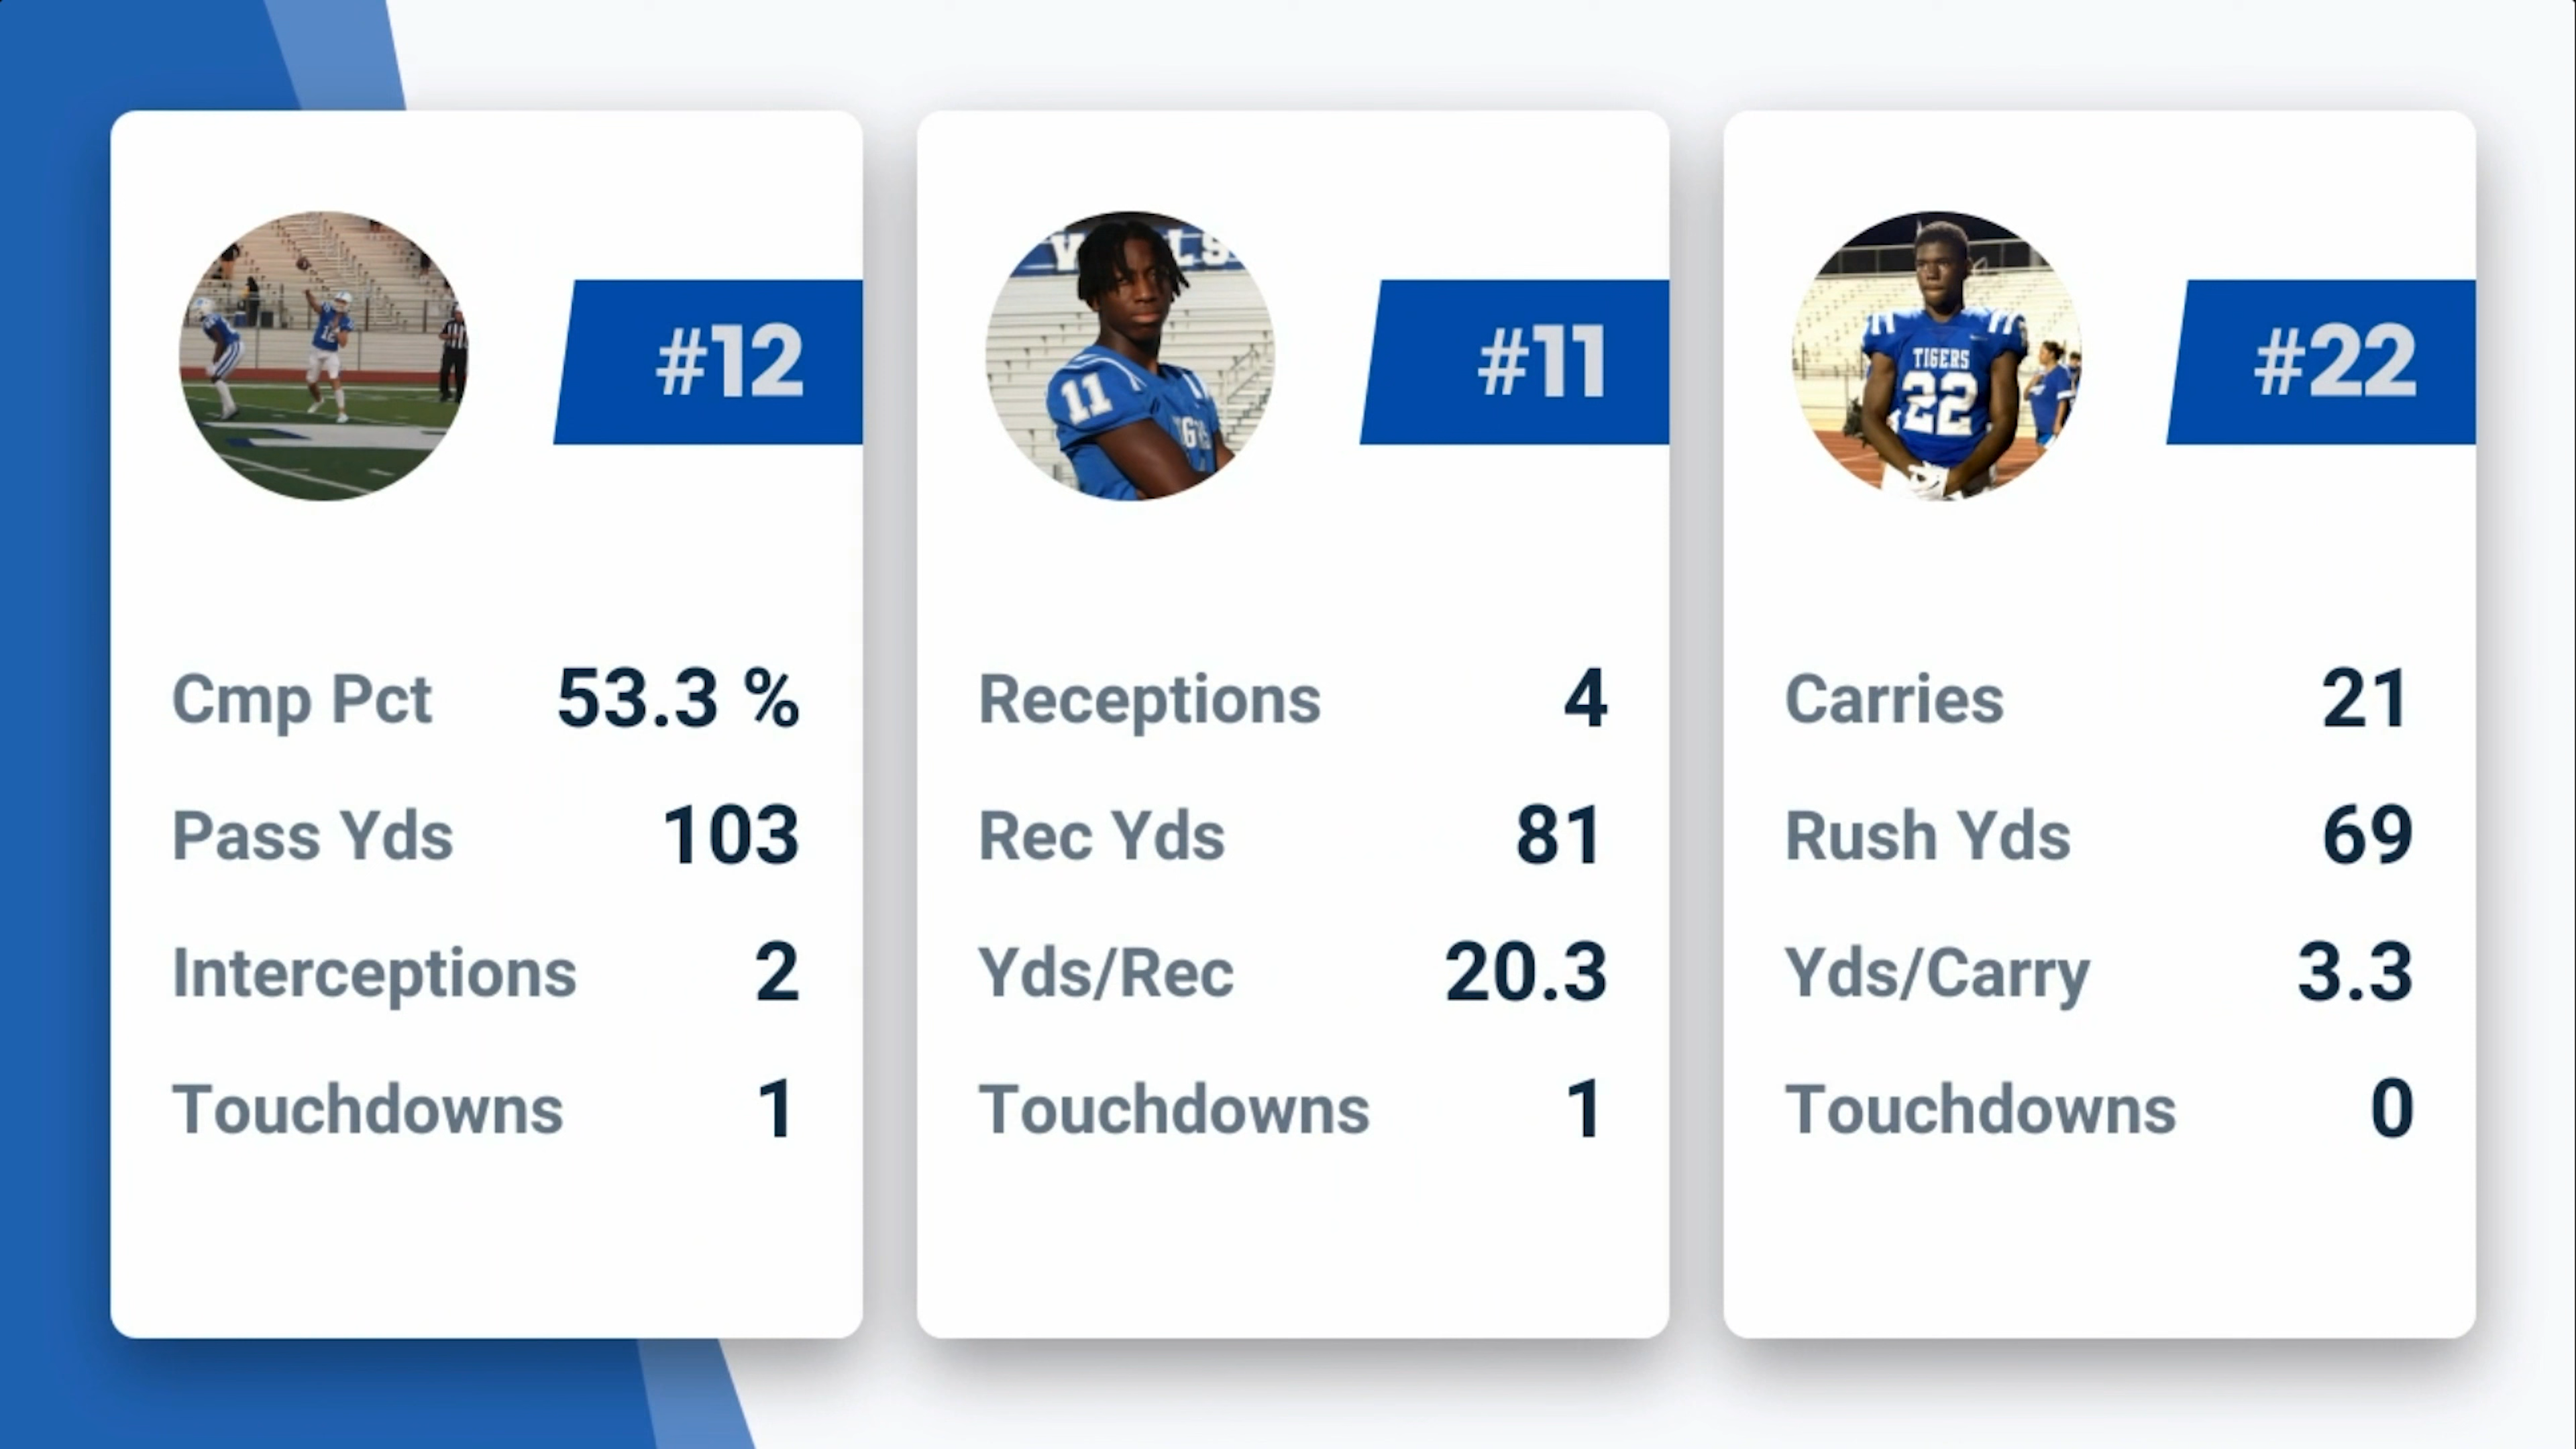 #12
Cmp Pct 53.3 %
Pass Yds 103
Interceptions 2
Touchdowns 1
11
#11
Receptions 4
Rec Yds 81
Yds/Rec 20.3
Touchdowns 1
TIGERS
22
#22
Carries 21
Rush Yds 69
Yds/Carry 3.3
Touchdowns 0